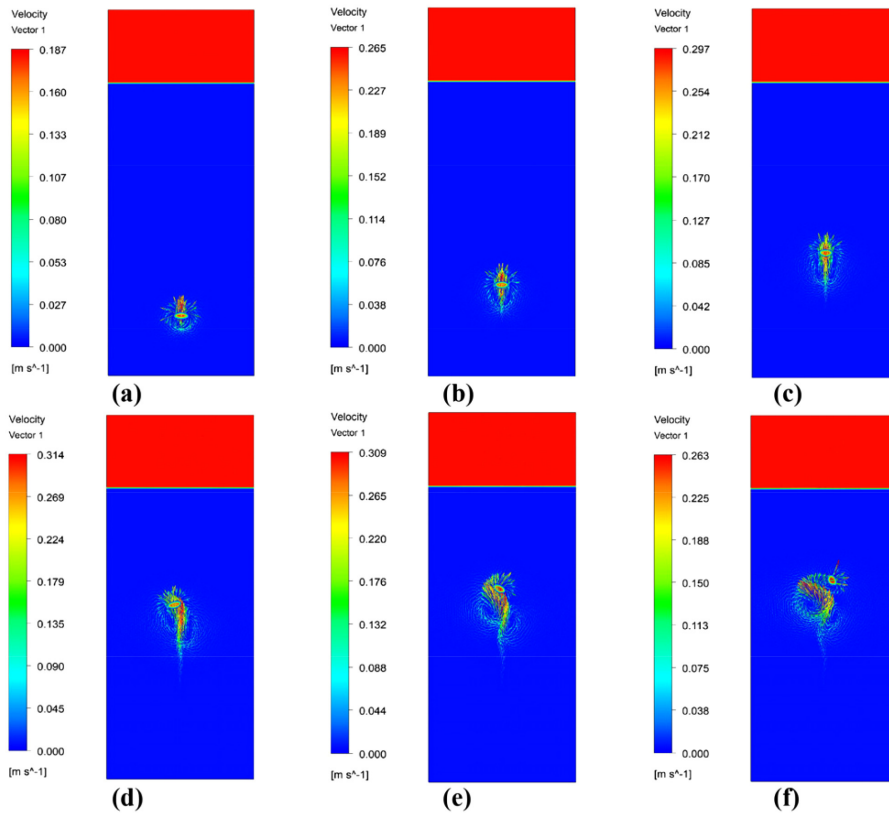 Velocity
Vector 1
0.187
0.160
0.133
0.107
0.080
0.053
0.027
0.000
[m s^-1]
(a)
Velocity
Vector 1
0.265
0.227
0.189
0.151
0.114
0.076
0.038
0.000
[m s^-1]
(b)
Velocity
Vector 1
0.297
0.254
0.212
0.170
0.127
0.085
0.042
0.000
[m s^-1]
(c)
Velocity
Vector 1
0.314
0.269
0.224
0.179
0.135
0.090
0.045
0.000
[m s^-1]
(d)
Velocity
Vector 1
0.309
0.265
0.221
0.176
0.132
0.088
0.044
0.000
[m s^-1]
(e)
Velocity
Vector 1
0.263
0.225
0.188
0.150
0.113
0.075
0.038
0.000
[m s^-1]
(f)